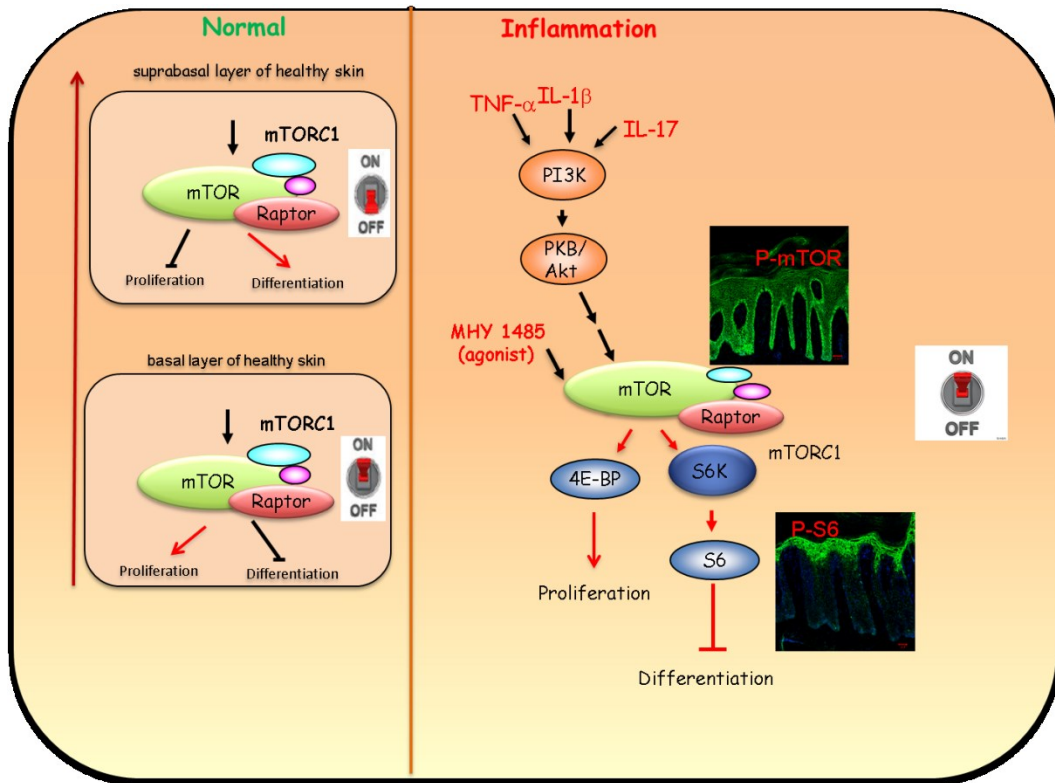 Normal
suprabasal layer of healthy skin
mTORC1
mTOR
Raptor
ON
OFF
Proliferation
Differentiation
basal layer of healthy skin
mTORC1
mTOR
Raptor
ON
OFF
Proliferation
Differentiation
Inflammation
TNF-α
IL-1β
IL-17
PI3K
PKB/
Akt
P-mTOR
MHY 1485
(agonist)
mTOR
Raptor
mTORC1
ON
OFF
4E-BP
S6K
P-S6
S6
Proliferation
Differentiation